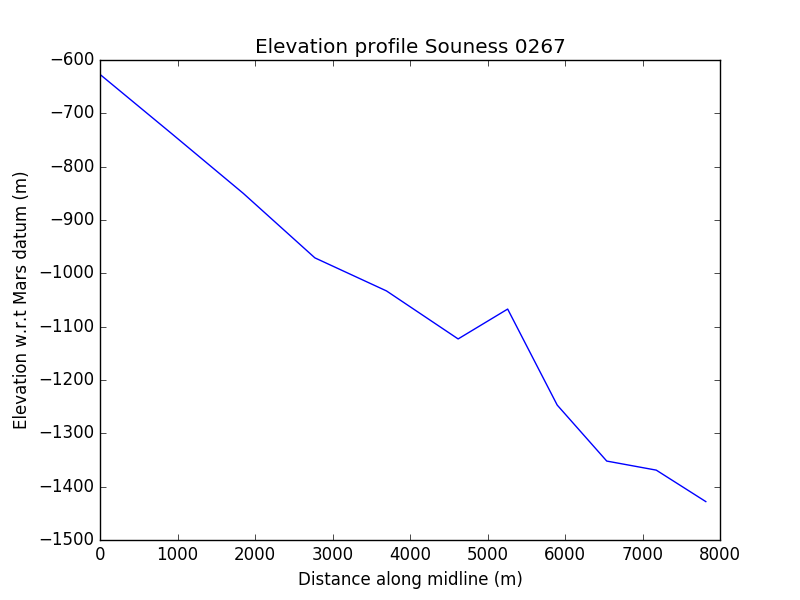 Elevation profile Souness 0267
−600
−700
−800
−900
−1000
−1100
−1200
−1300
−1400
−1500
Elevation w.r.t Mars datum (m)
0 1000 2000 3000 4000 5000 6000 7000 8000
Distance along midline (m)